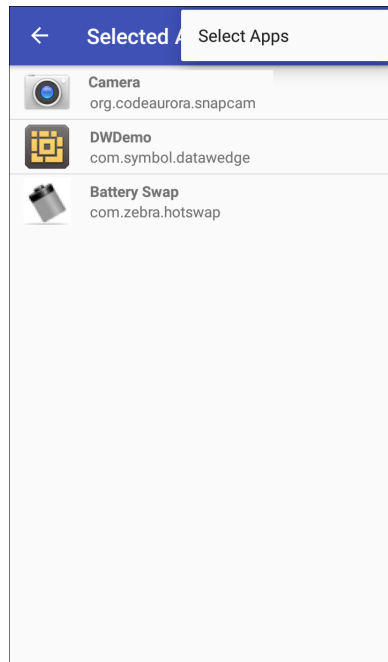 Selected A
Select Apps
Camera
org.codeaurora.snapcam
DWDemo
com.symbol.datawedge
Battery Swap
com.zebra.hotswap